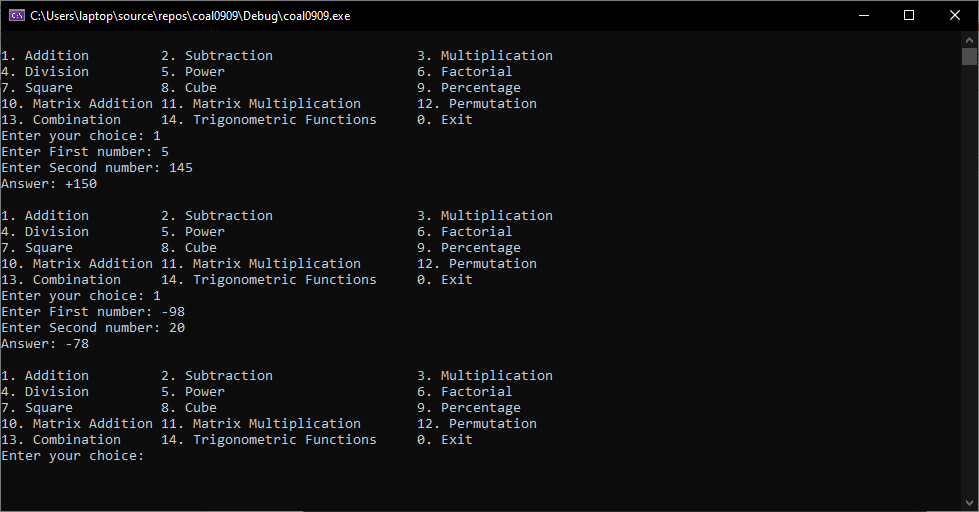 C:\Users\laptop\source\repos\coal0909\Debug\coal0909.exe
1. Addition 2. Subtraction 3. Multiplication
4. Division 5. Power 6. Factorial
7. Square 8. Cube 9. Percentage
10. Matrix Addition 11. Matrix Multiplication 12. Permutation
13. Combination 14. Trigonometric Functions 0. Exit
Enter your choice: 1
Enter First number: 5
Enter Second number: 145
Answer: +150
1. Addition 2. Subtraction 3. Multiplication
4. Division 5. Power 6. Factorial
7. Square 8. Cube 9. Percentage
10. Matrix Addition 11. Matrix Multiplication 12. Permutation
13. Combination 14. Trigonometric Functions 0. Exit
Enter your choice: 1
Enter First number: -98
Enter Second number: 20
Answer: -78
1. Addition 2. Subtraction 3. Multiplication
4. Division 5. Power 6. Factorial
7. Square 8. Cube 9. Percentage
10. Matrix Addition 11. Matrix Multiplication 12. Permutation
13. Combination 14. Trigonometric Functions 0. Exit
Enter your choice: